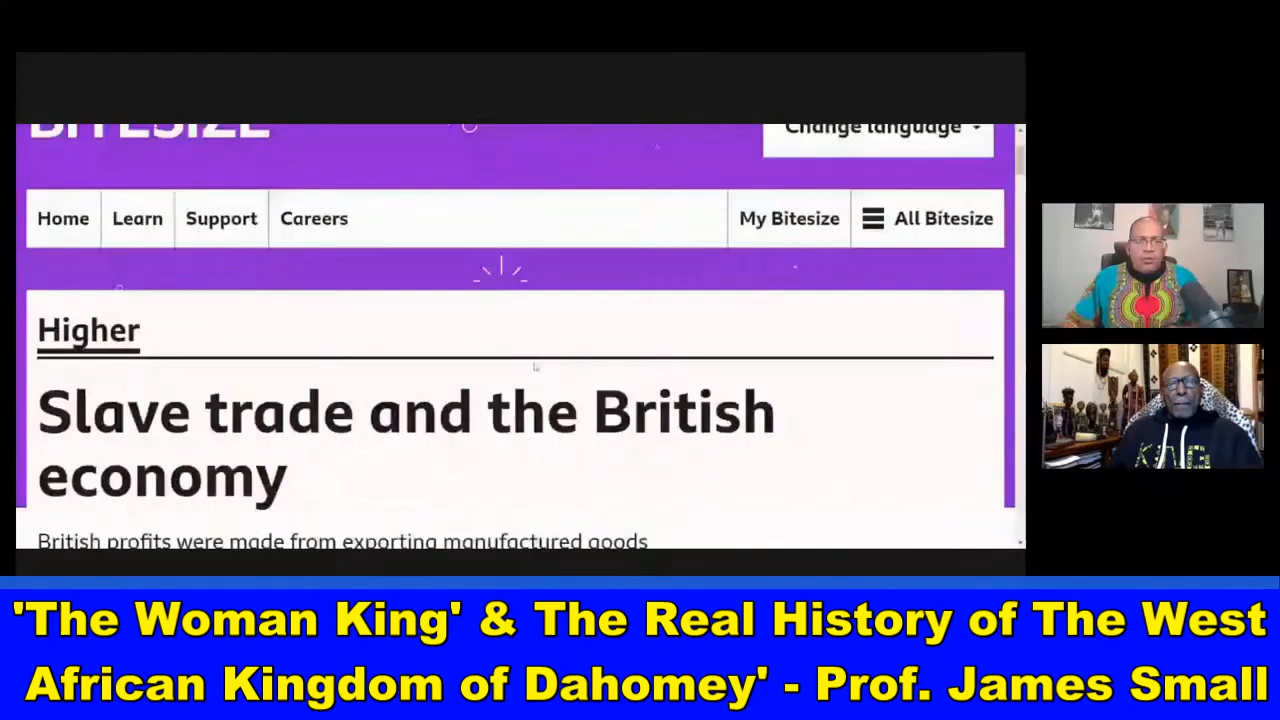 BITESIZE
Change language
Home Learn Support Careers My Bitesize All Bitesize
Higher
Slave trade and the British
economy
British profits were made from exporting manufactured goods
'The Woman King' & The Real History of The West
African Kingdom of Dahomey' - Prof. James Small